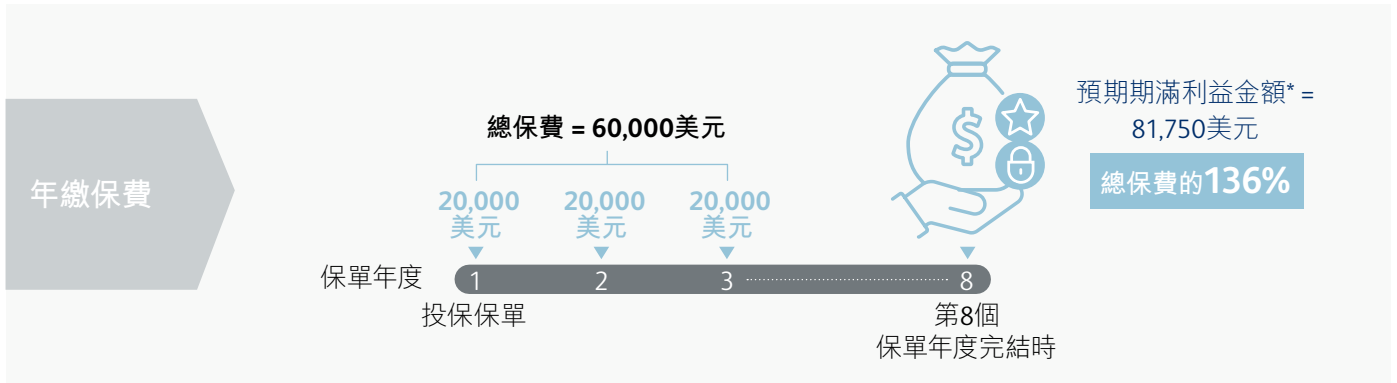 年繳保費
總保費 = 60,000美元
20,000
美元
20,000
美元
20,000
美元
保單年度
1
2
3
8
投保保單
第8個
保單年度完結時
$
預期期滿利益金額* =
81,750美元
總保費的136%